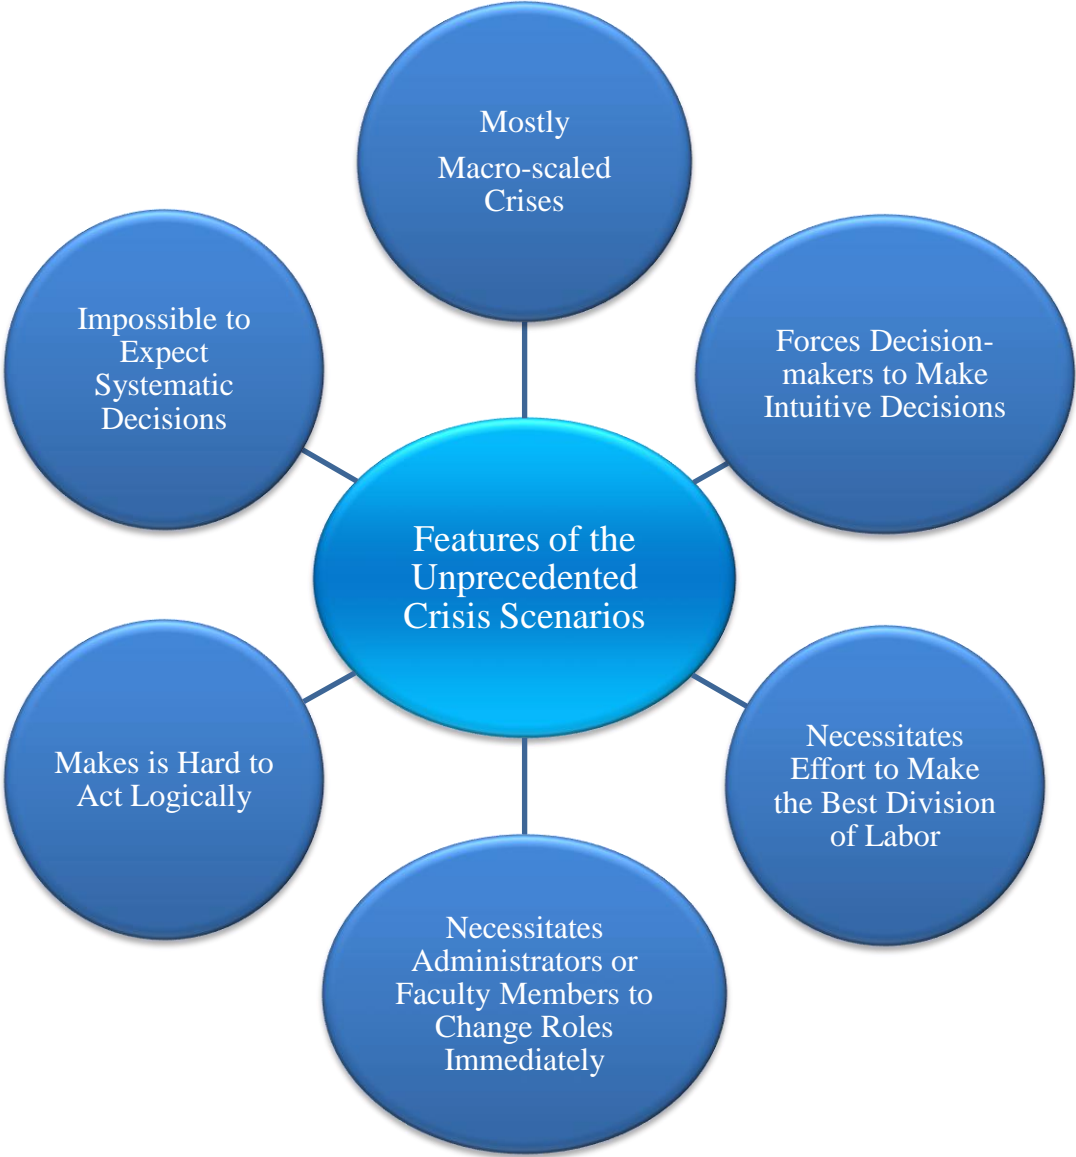 Mostly
Macro-scaled
Crises
Forces Decision-
makers to Make
Intuitive Decisions
Necessitates
Effort to Make
the Best Division
of Labor
Necessitates
Administrators or
Faculty Members to
Change Roles
Immediately
Makes is Hard to
Act Logically
Impossible to
Expect
Systematic
Decisions
Features of the
Unprecedented
Crisis Scenarios